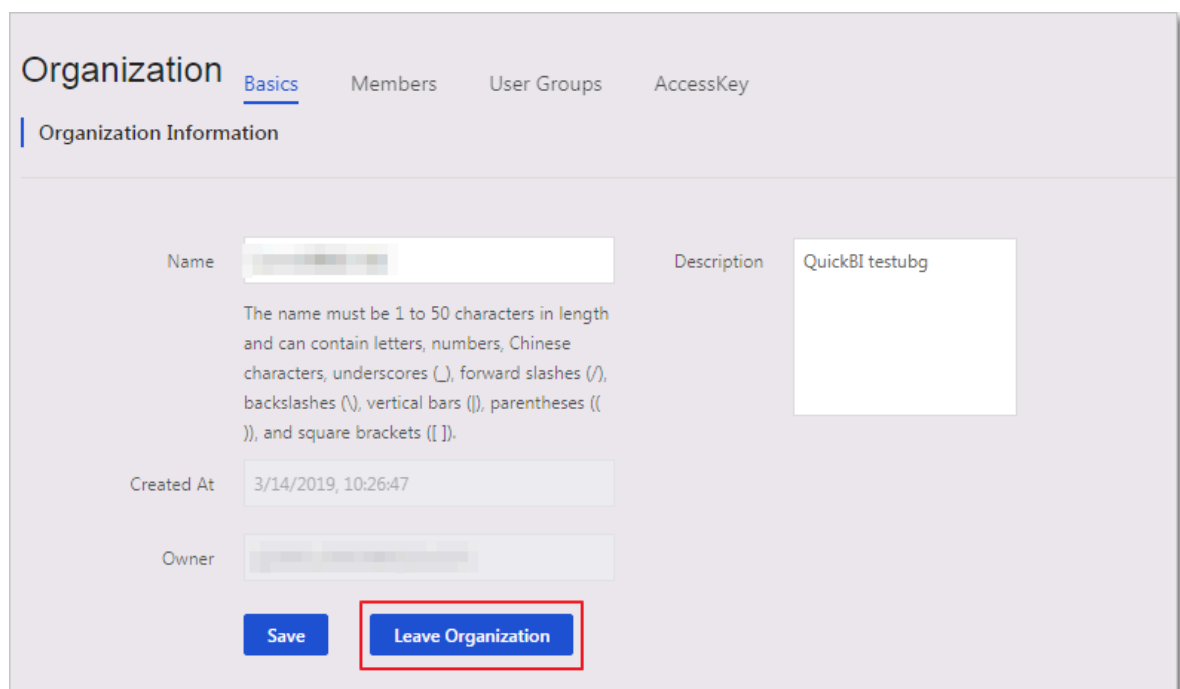 Organization Basics Members User Groups AccessKey
Organization Information
Name
Description QuickBI testubg
The name must be 1 to 50 characters in length
and can contain letters, numbers, Chinese
characters, underscores (_), forward slashes (/),
backslashes (\), vertical bars (|), parentheses ((
)), and square brackets ([ ]).
Created At 3/14/2019, 10:26:47
Owner
Save Leave Organization